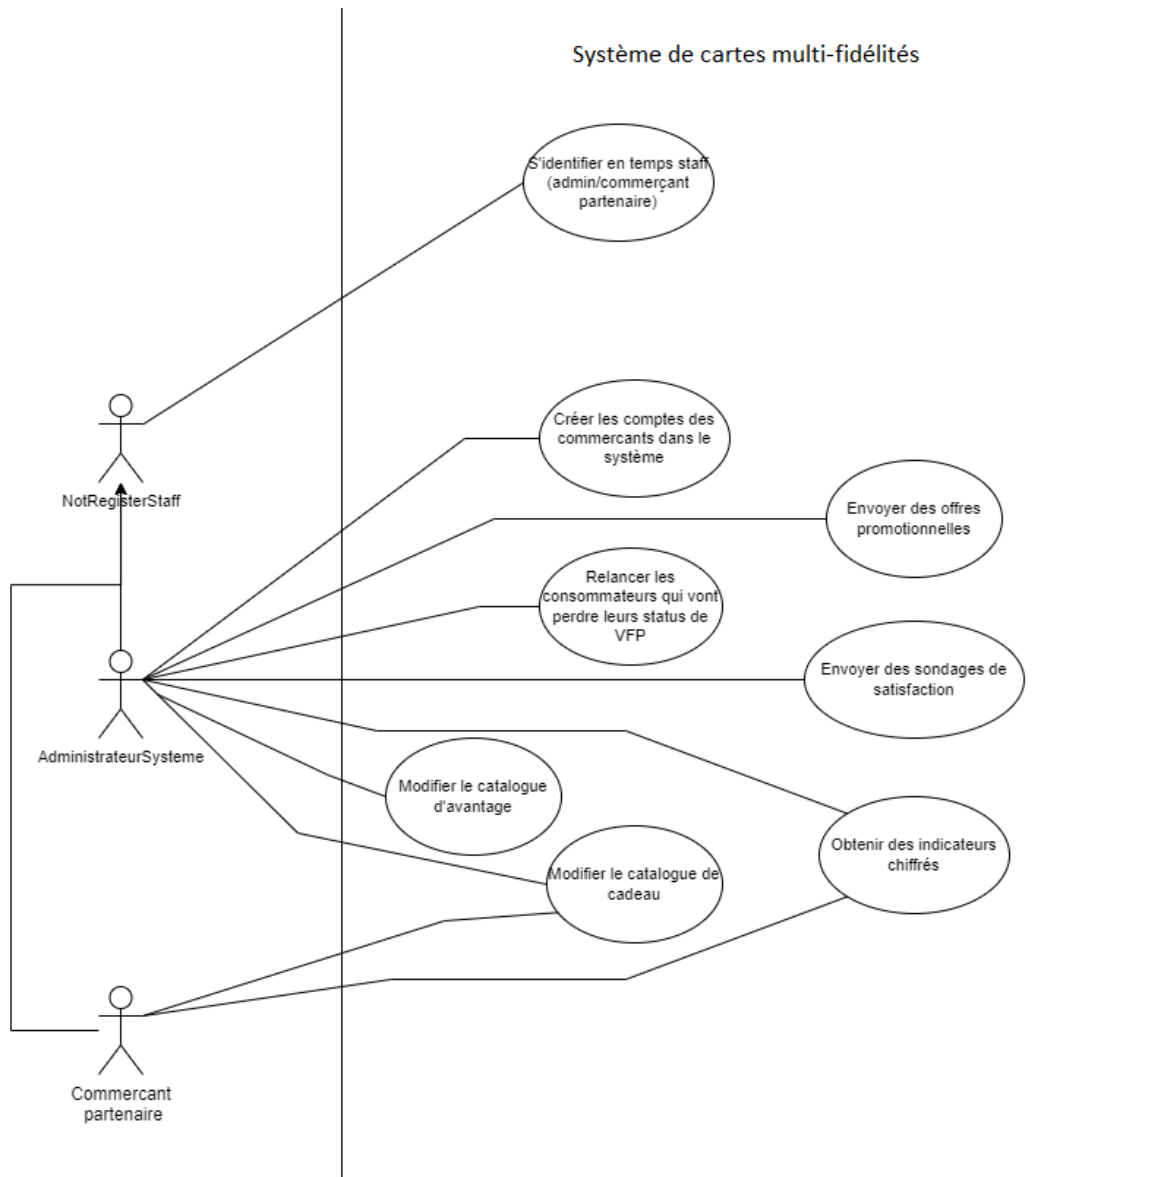 Système de cartes multi-fidélités
S'identifier en temps staff
(admin/commerçant
partenaire)
NotRegisterStaff
Créer les comptes des
commercants dans le
système
Envoyer des offres
promotionnelles
Relancer les
consommateurs qui vont
perdre leurs status de
VFP
Envoyer des sondages de
satisfaction
AdministrateurSysteme
Modifier le catalogue
d'avantage
Obtenir des indicateurs
chiffrés
Modifier le catalogue de
cadeau
Commercant
partenaire